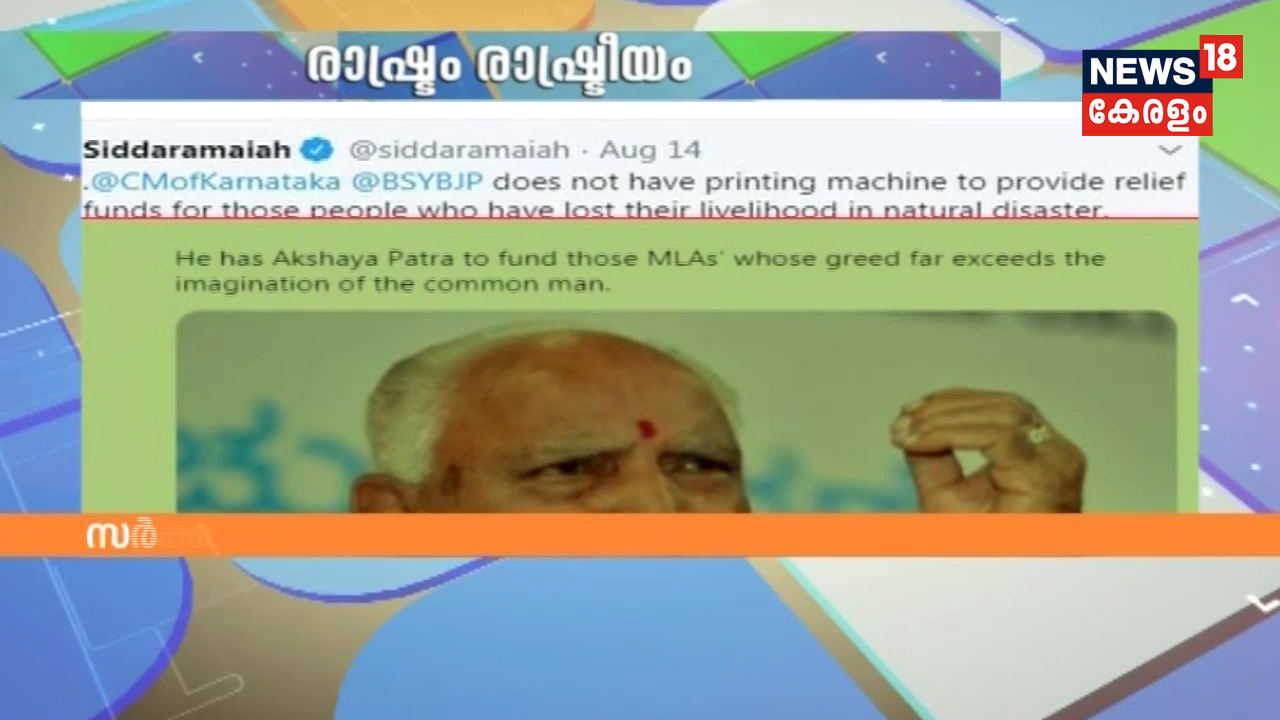 രാഷ്ട്രം രാഷ്ട്രീയം
NEWS 18
കേരളം
Siddaramaiah @siddaramaiah · Aug 14
.@CMofKarnataka @BSYBJP does not have printing machine to provide relief
funds for those people who have lost their livelihood in natural disaster.
He has Akshaya Patra to fund those MLAs' whose greed far exceeds the
imagination of the common man.